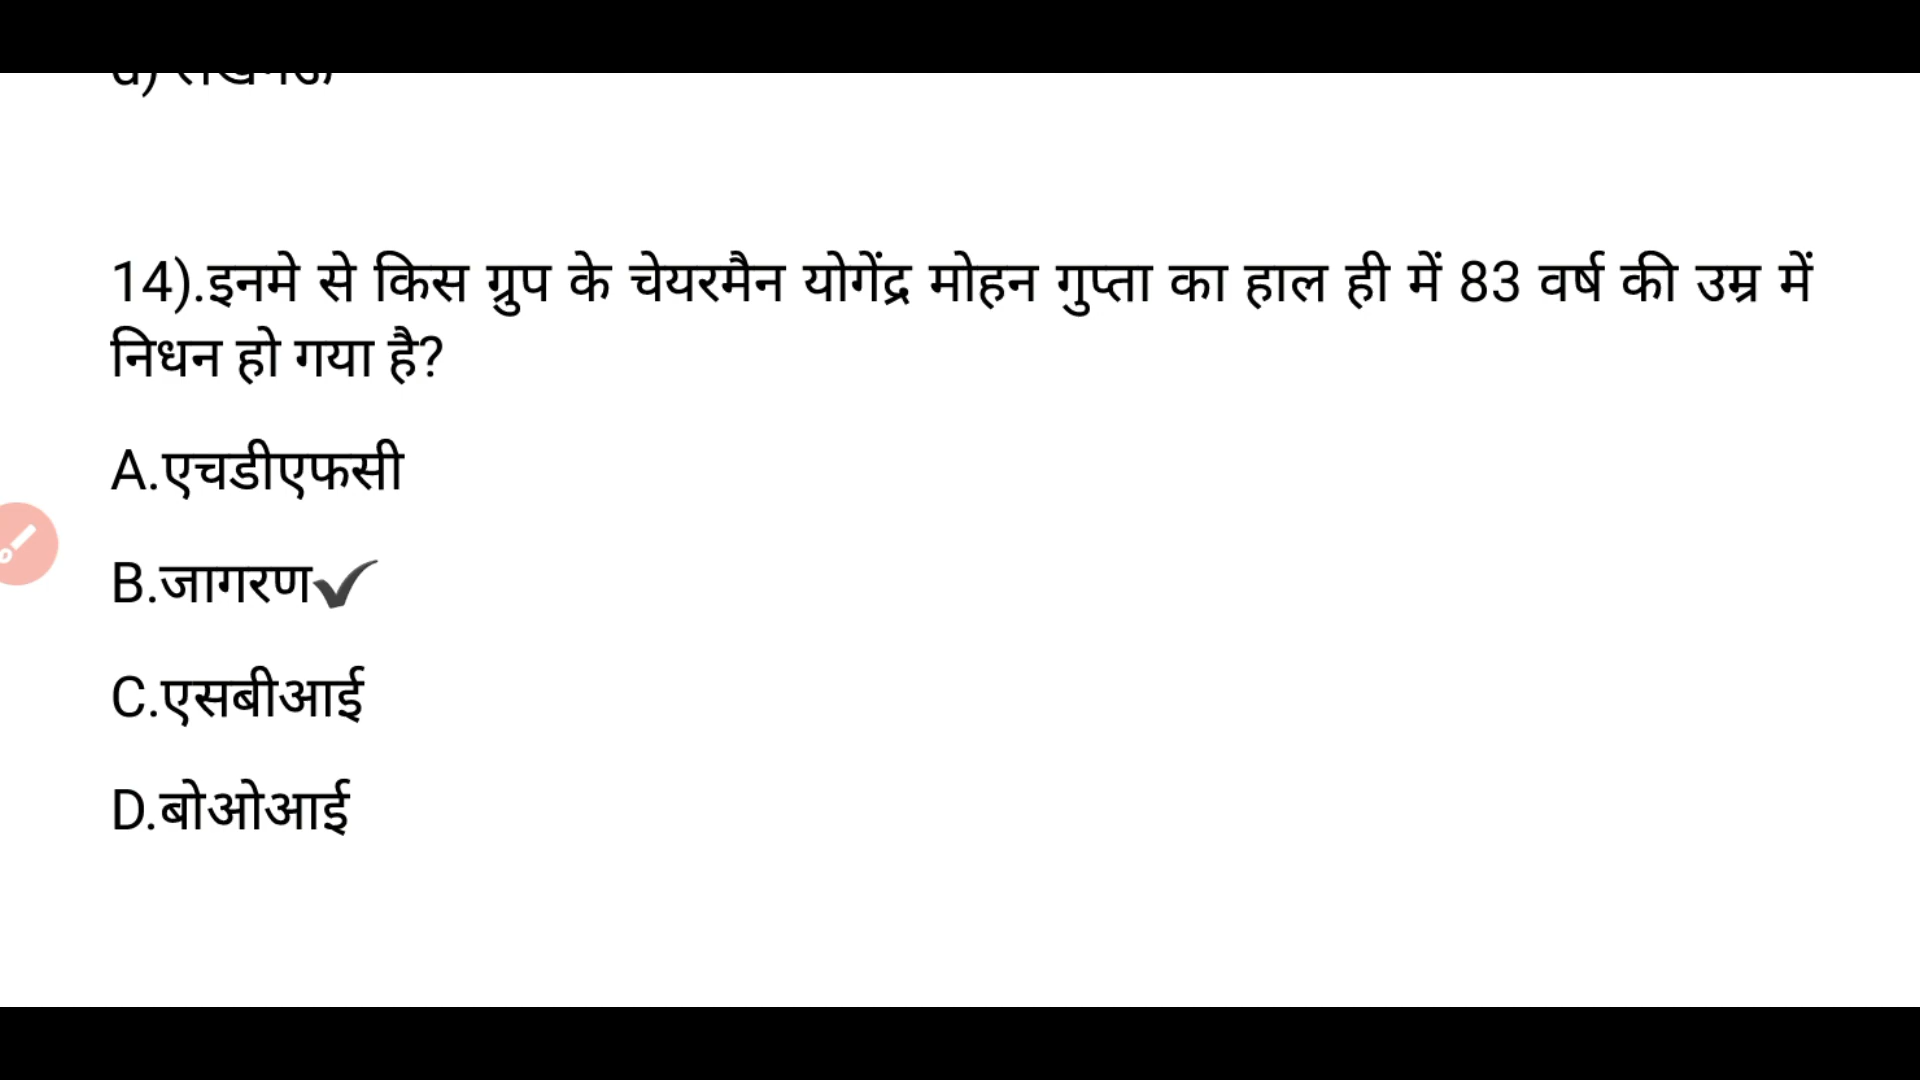 14).इनमे से किस ग्रुप के चेयरमैन योगेंद्र मोहन गुप्ता का हाल ही में 83 वर्ष की उम्र में
निधन हो गया है?
A.एचडीएफसी
B.जागरण✔
C.एसबीआई
D.बोओआई